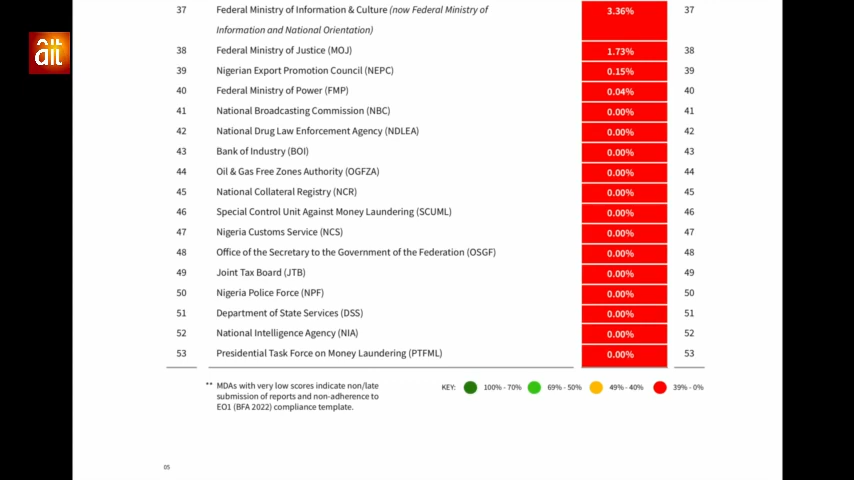 ait
37 Federal Ministry of Information & Culture (now Federal Ministry of 3.36% 37
Information and National Orientation)
38 Federal Ministry of Justice (MOJ) 1.73% 38
39 Nigerian Export Promotion Council (NEPC) 0.15% 39
40 Federal Ministry of Power (FMP) 0.04% 40
41 National Broadcasting Commission (NBC) 0.00% 41
42 National Drug Law Enforcement Agency (NDLEA) 0.00% 42
43 Bank of Industry (BOI) 0.00% 43
44 Oil & Gas Free Zones Authority (OGFZA) 0.00% 44
45 National Collateral Registry (NCR) 0.00% 45
46 Special Control Unit Against Money Laundering (SCUML) 0.00% 46
47 Nigeria Customs Service (NCS) 0.00% 47
48 Office of the Secretary to the Government of the Federation (OSGF) 0.00% 48
49 Joint Tax Board (JTB) 0.00% 49
50 Nigeria Police Force (NPF) 0.00% 50
51 Department of State Services (DSS) 0.00% 51
52 National Intelligence Agency (NIA) 0.00% 52
53 Presidential Task Force on Money Laundering (PTFML) 0.00% 53
** MDAs with very low scores indicate non/late
submission of reports and non-adherence to
EO1 (BFA 2022) compliance template.
KEY: 100% - 70% 69% - 50% 49% - 40% 39% - 0%
05